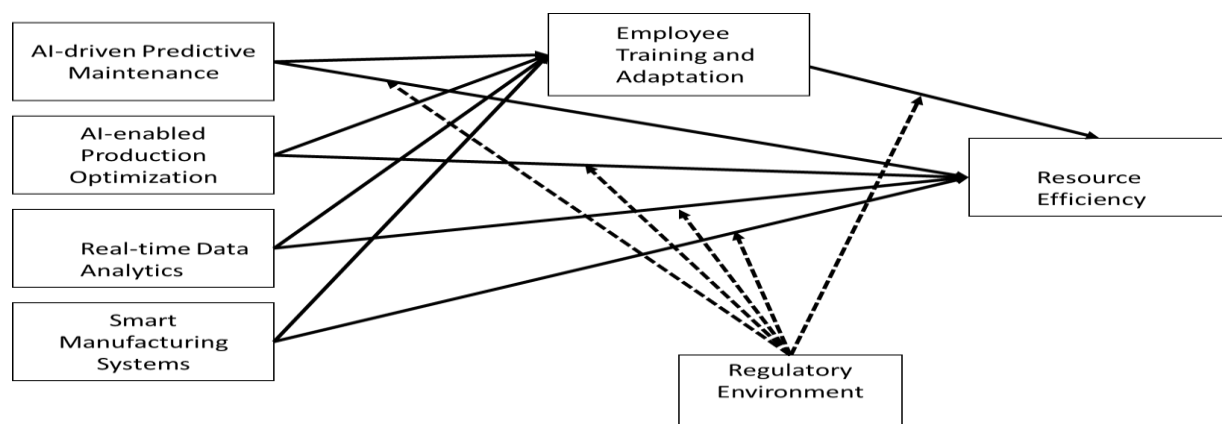 AI-driven Predictive
Maintenance
Employee
Training and
Adaptation
AI-enabled
Production
Optimization
Resource
Efficiency
Real-time Data
Analytics
Smart
Manufacturing
Systems
Regulatory
Environment